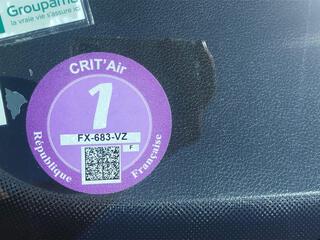 Groupama
la vraie vie s'assure ici
CRIT'Air
1
FX-683-VZ
F
République Française